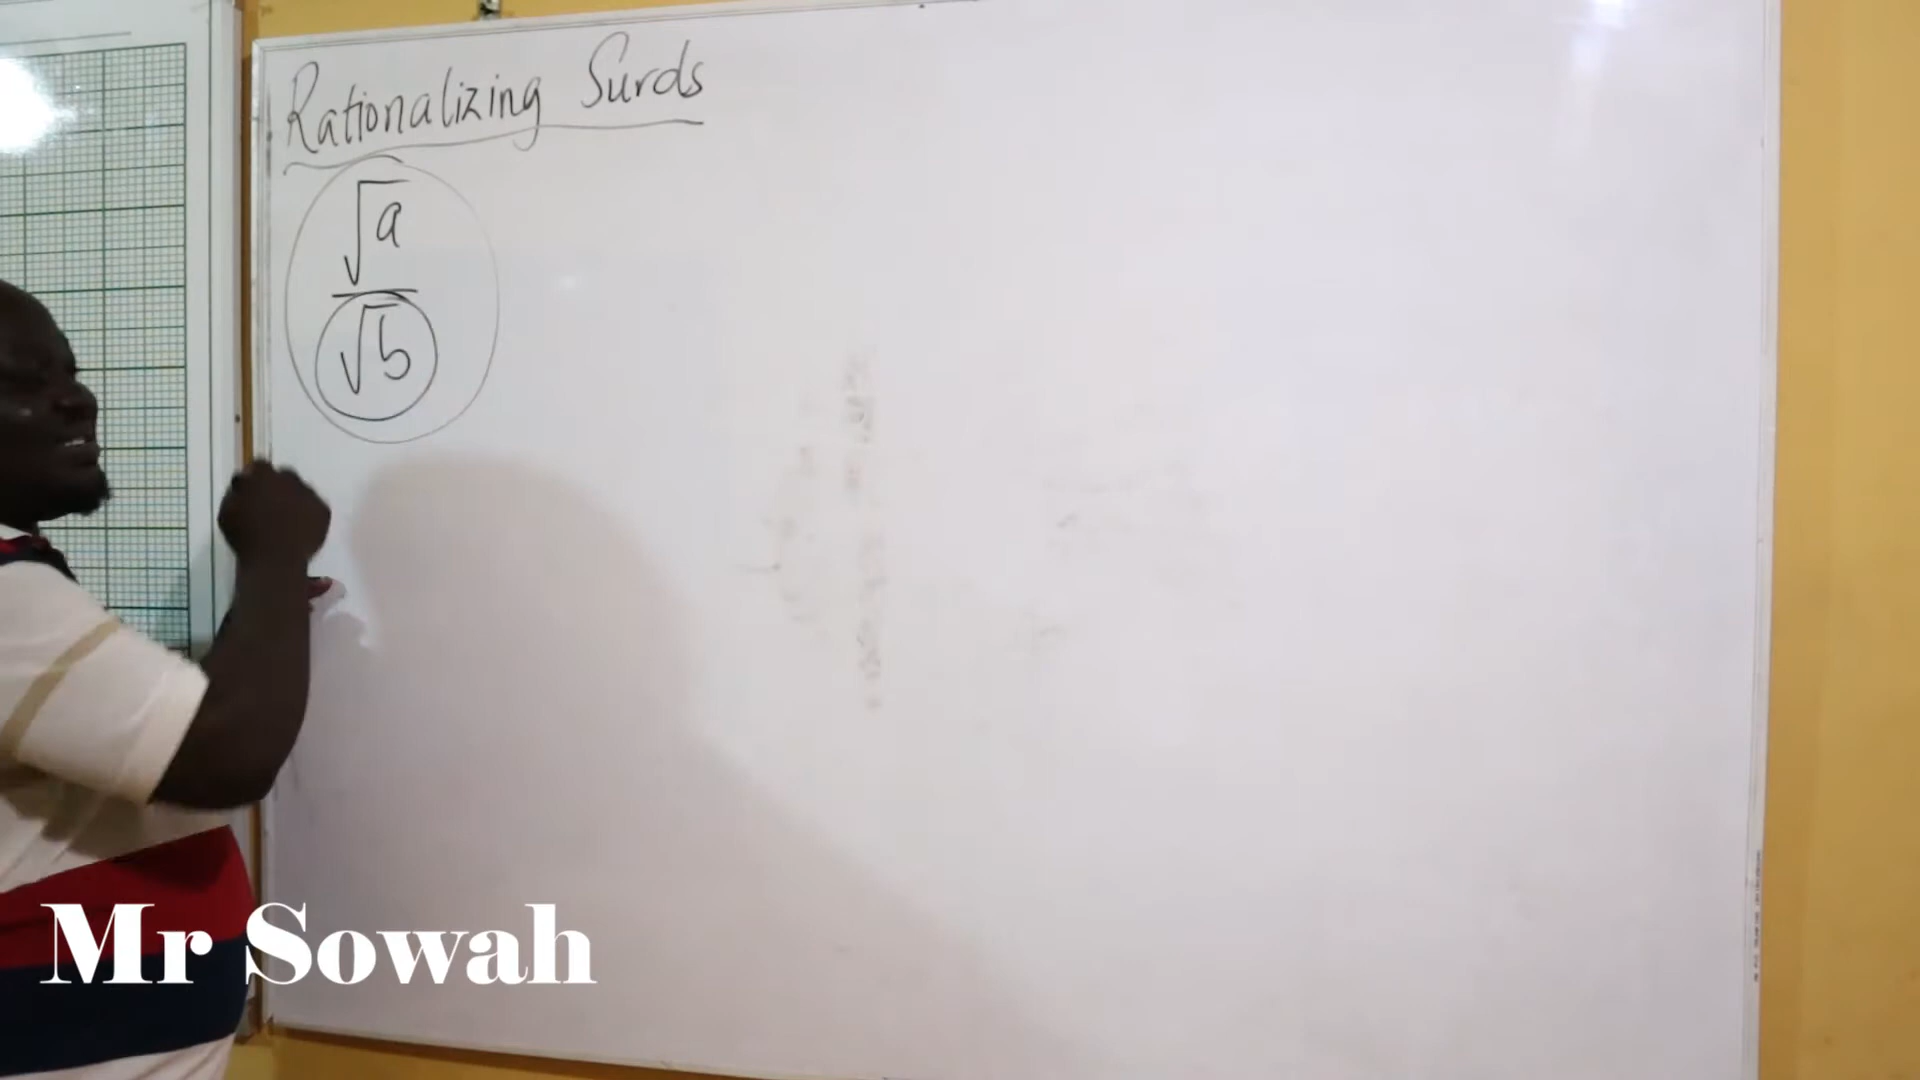 Rationalizing Surds
√a
√b
Mr Sowah